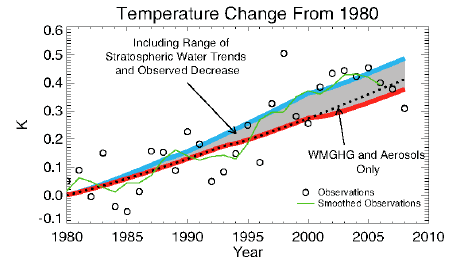 Temperature Change From 1980
0.6
0.5
0.4
0.3
0.2
0.1
0.0
-0.1
K
Including Range of
Stratospheric Water Trends
and Observed Decrease
WMGHG and Aerosols
Only
Observations
Smoothed Observations
1980 1985 1990 1995 2000 2005 2010
Year